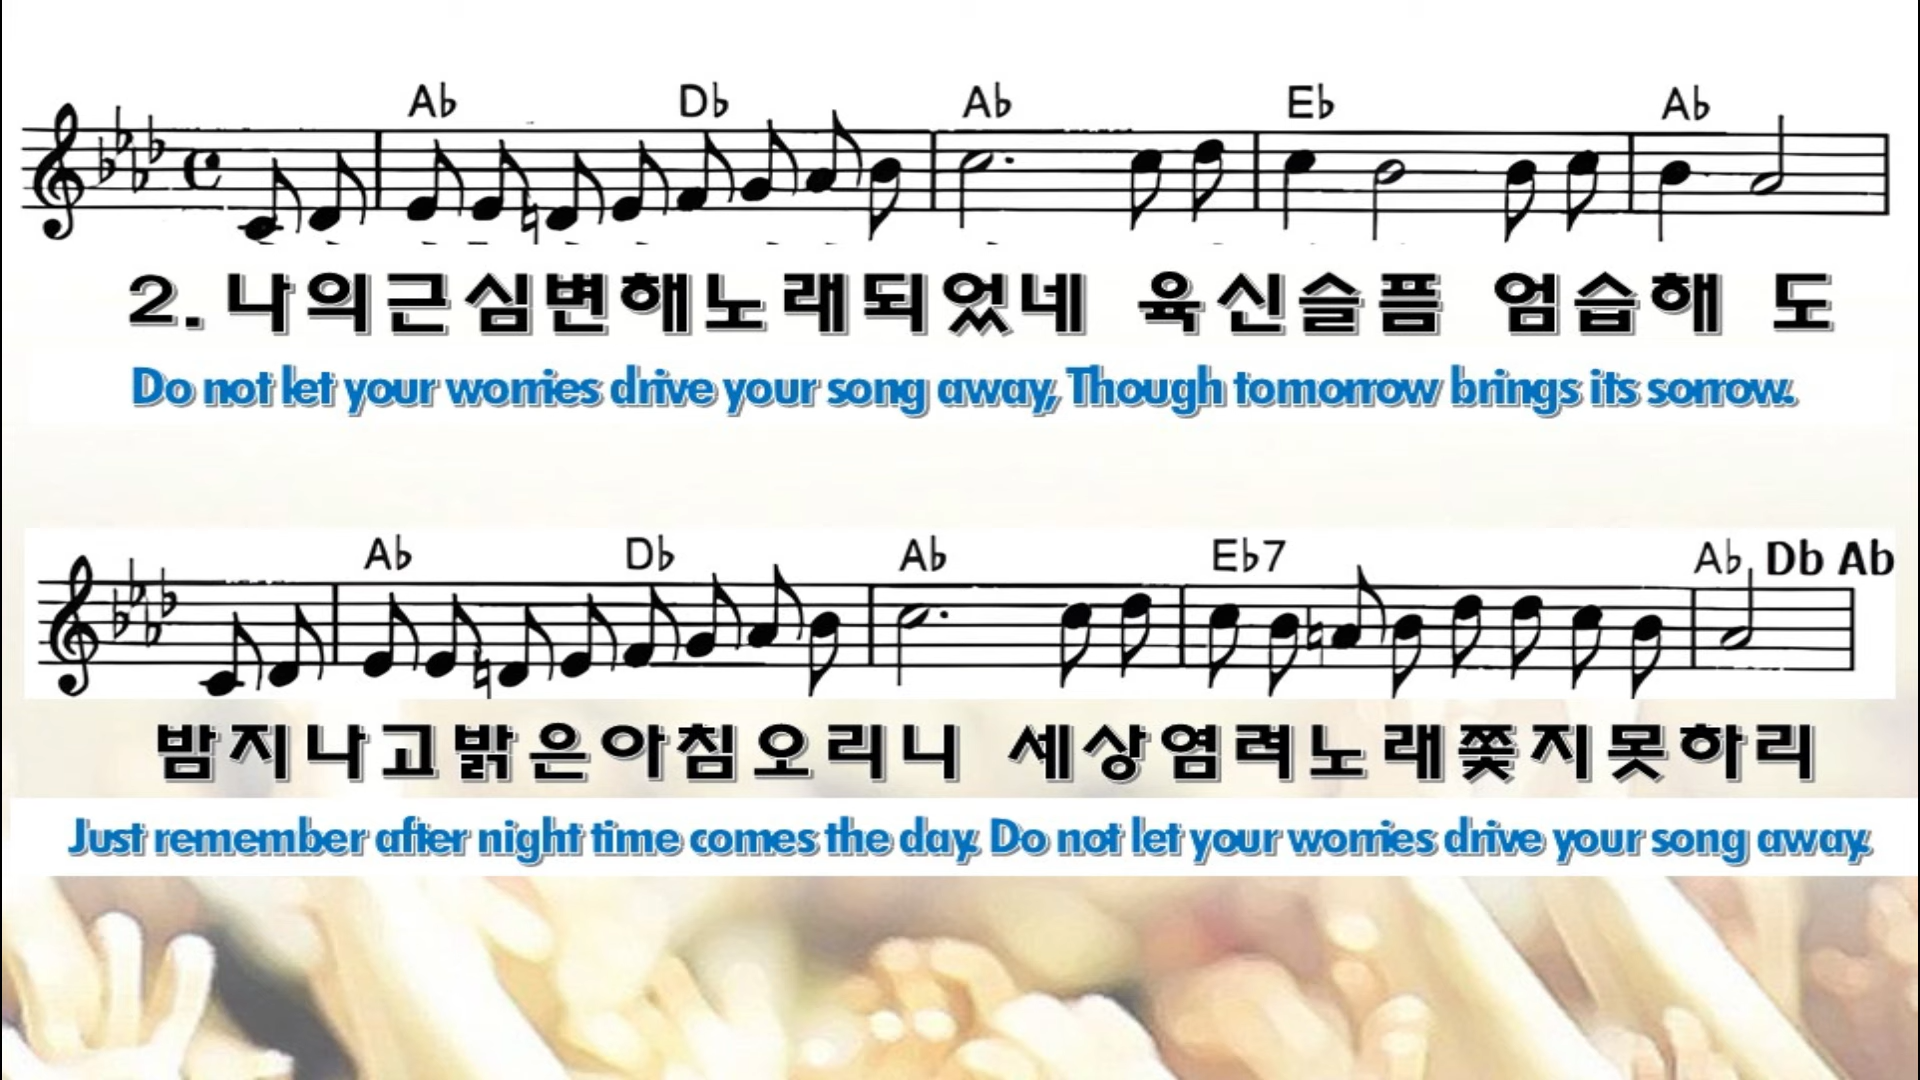 Ab Db Ab Eb Ab
2. 나의근심변해노래되었네 육신슬픔 엄습해 도
Do not let your worries drive your song away, Though tomorrow brings its sorrow.
Ab Db Ab Eb7 Ab Db Ab
밤지나고밝은아침오리니 세상염려노래쫓지못하리
Just remember after night time comes the day. Do not let your worries drive your song away.